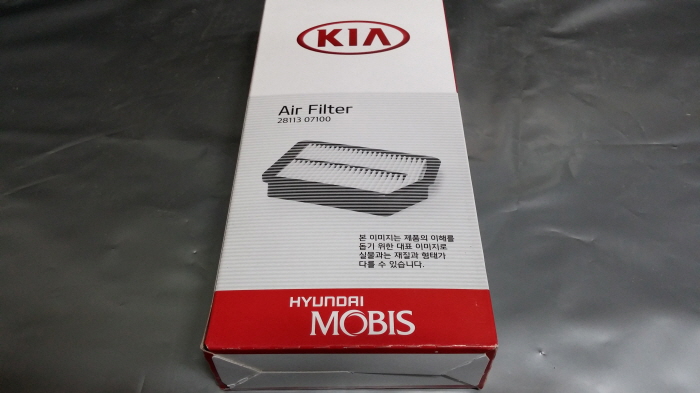 KIA
Air Filter
28113 07100
본 이미지는 제품의 이해를
돕기 위한 대표 이미지로
실물과는 재질과 형태가
다를 수 있습니다.
HYUNDAI
MOBIS